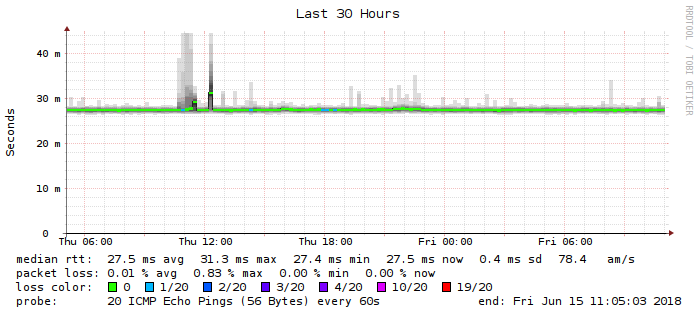 Last 30 Hours
RRDTOOL / TOBI OETIKER
Seconds
40 m
30 m
20 m
10 m
0
Thu 06:00 Thu 12:00 Thu 18:00 Fri 00:00 Fri 06:00
median rtt: 27.5 ms avg 31.3 ms max 27.4 ms min 27.5 ms now 0.4 ms sd 78.4 am/s
packet loss: 0.01 % avg 0.83 % max 0.00 % min 0.00 % now
loss color: 0 1/20 2/20 3/20 4/20 10/20 19/20
probe: 20 ICMP Echo Pings (56 Bytes) every 60s end: Fri Jun 15 11:05:03 2018